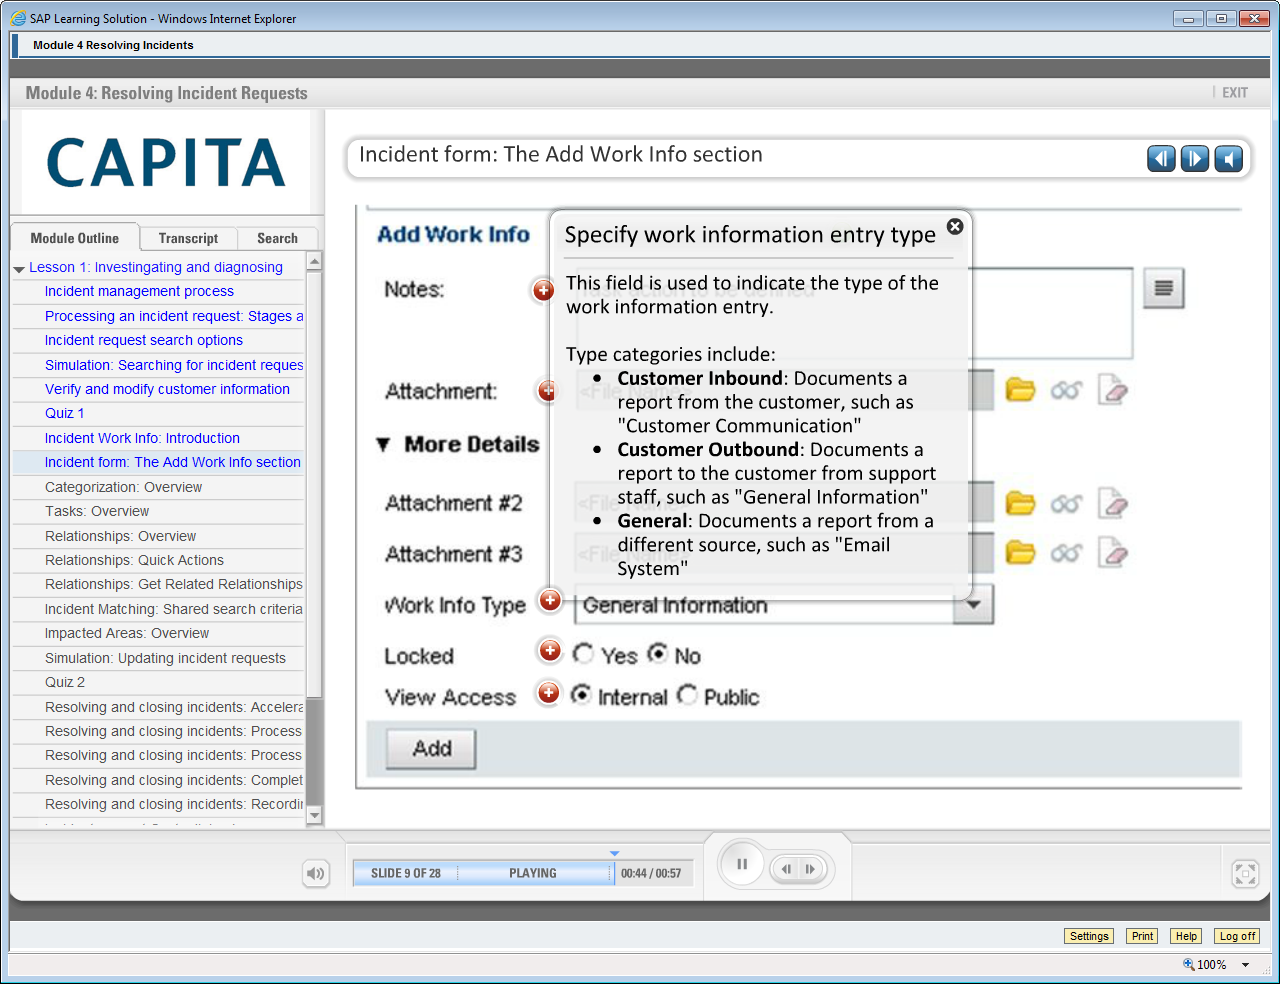 SAP Learning Solution - Windows Internet Explorer
Module 4 Resolving Incidents
Module 4: Resolving Incident Requests
EXIT
CAPITA
Incident form: The Add Work Info section
Module Outline
Transcript
Search
Lesson 1: Investingating and diagnosing
Incident management process
Processing an incident request: Stages a
Incident request search options
Simulation: Searching for incident reques
Verify and modify customer information
Quiz 1
Incident Work Info: Introduction
Incident form: The Add Work Info section
Categorization: Overview
Tasks: Overview
Relationships: Overview
Relationships: Quick Actions
Relationships: Get Related Relationships
Incident Matching: Shared search criteria
Impacted Areas: Overview
Simulation: Updating incident requests
Quiz 2
Resolving and closing incidents: Accelera
Resolving and closing incidents: Process
Resolving and closing incidents: Process
Resolving and closing incidents: Complet
Resolving and closing incidents: Recordin
Add Work Info
Notes:
Attachment:
<File Name>
More Details
Attachment #2
<File Name>
Attachment #3
<File Name>
Work Info Type
General Information
Locked
Yes
No
View Access
Internal
Public
Add
Specify work information entry type
This field is used to indicate the type of the
work information entry.
Type categories include:
• Customer Inbound: Documents a
report from the customer, such as
"Customer Communication"
• Customer Outbound: Documents a
report to the customer from support
staff, such as "General Information"
• General: Documents a report from a
different source, such as "Email
System"
SLIDE 9 OF 28
PLAYING
00:44 / 00:57
Settings
Print
Help
Log off
100%